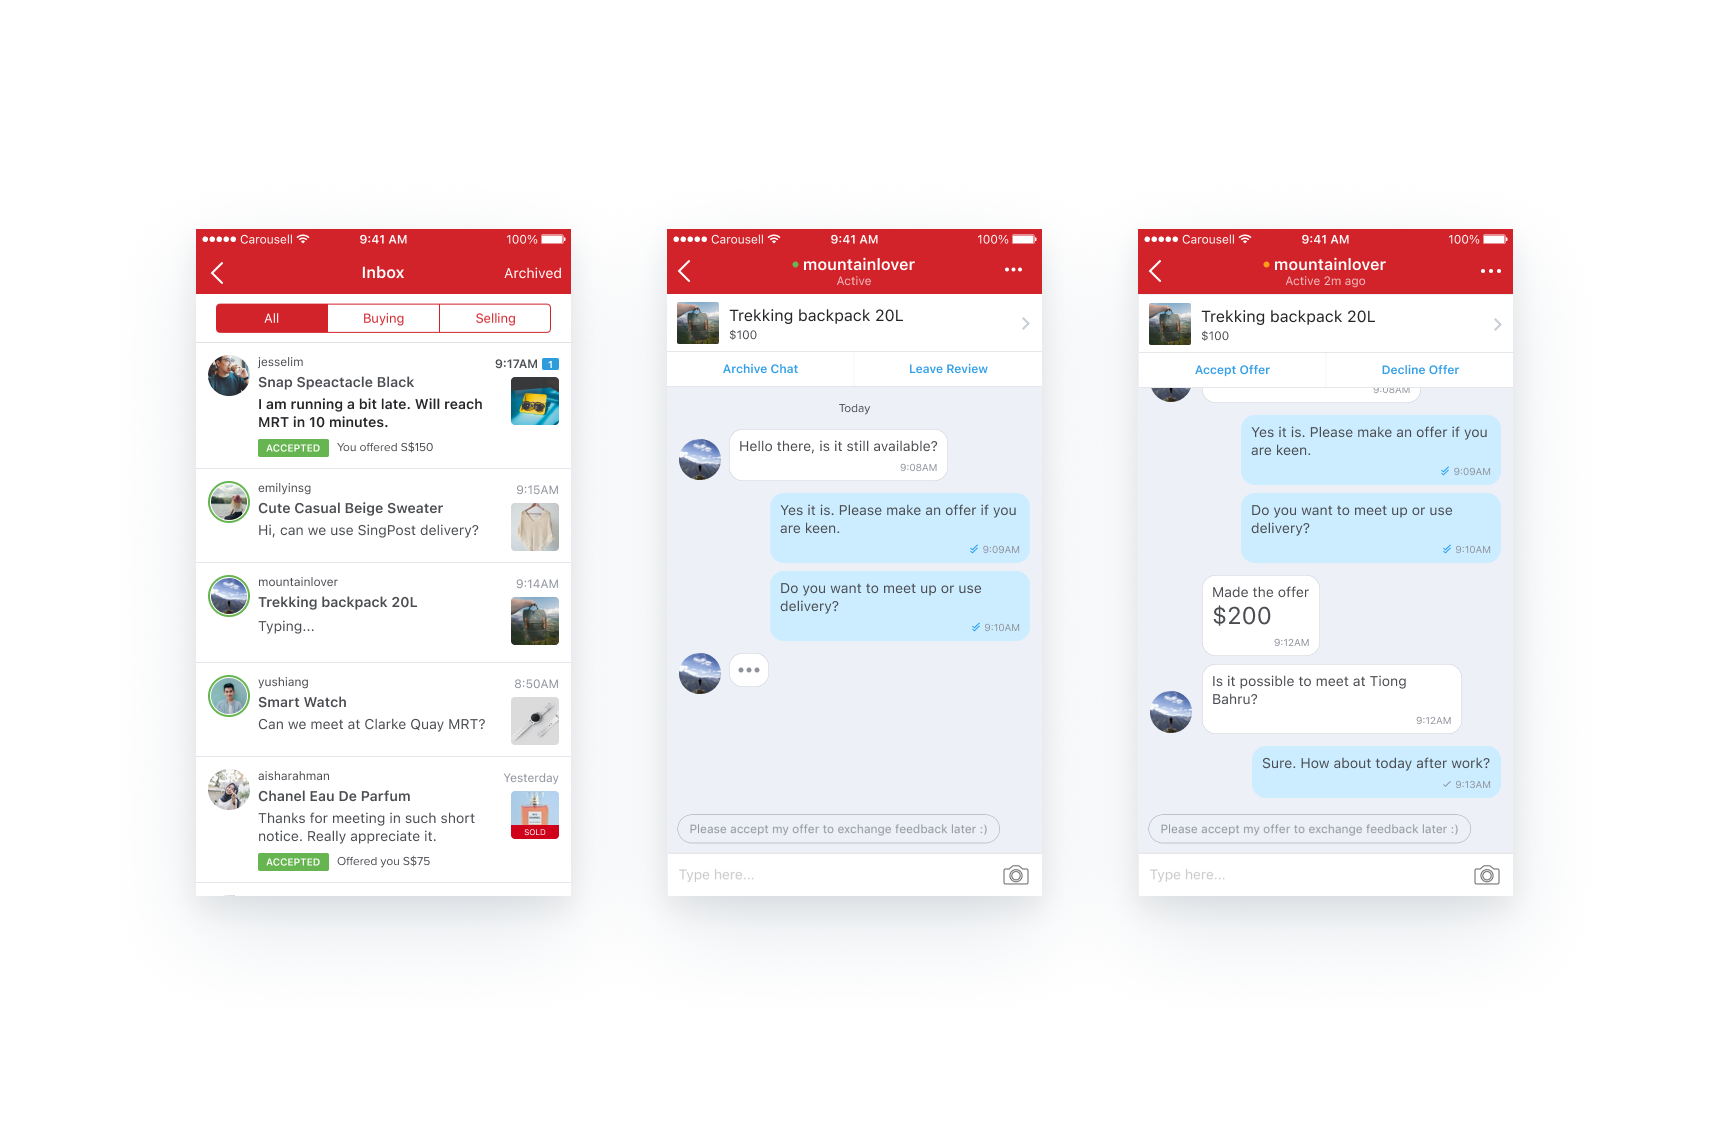 Carousell 9:41 AM 100%
Inbox Archived
All Buying Selling
jesselim 9:17AM 1
Snap Speactacle Black
I am running a bit late. Will reach
MRT in 10 minutes.
ACCEPTED You offered S$150
emilyinsg 9:15AM
Cute Casual Beige Sweater
Hi, can we use SingPost delivery?
mountainlover 9:14AM
Trekking backpack 20L
Typing...
yushiang 8:50AM
Smart Watch
Can we meet at Clarke Quay MRT?
aisharahman Yesterday
Chanel Eau De Parfum
Thanks for meeting in such short
notice. Really appreciate it.
SOLD
ACCEPTED Offered you S$75
Carousell 9:41 AM 100%
mountainlover
Active
Trekking backpack 20L
$100
Archive Chat Leave Review
Today
Hello there, is it still available?
9:08AM
Yes it is. Please make an offer if you
are keen.
9:09AM
Do you want to meet up or use
delivery?
9:10AM
Please accept my offer to exchange feedback later :)
Type here...
Carousell 9:41 AM 100%
mountainlover
Active 2m ago
Trekking backpack 20L
$100
Accept Offer Decline Offer
9:08AM
Yes it is. Please make an offer if you
are keen.
9:09AM
Do you want to meet up or use
delivery?
9:10AM
Made the offer
$200
9:12AM
Is it possible to meet at Tiong
Bahru?
9:12AM
Sure. How about today after work?
9:13AM
Please accept my offer to exchange feedback later :)
Type here...